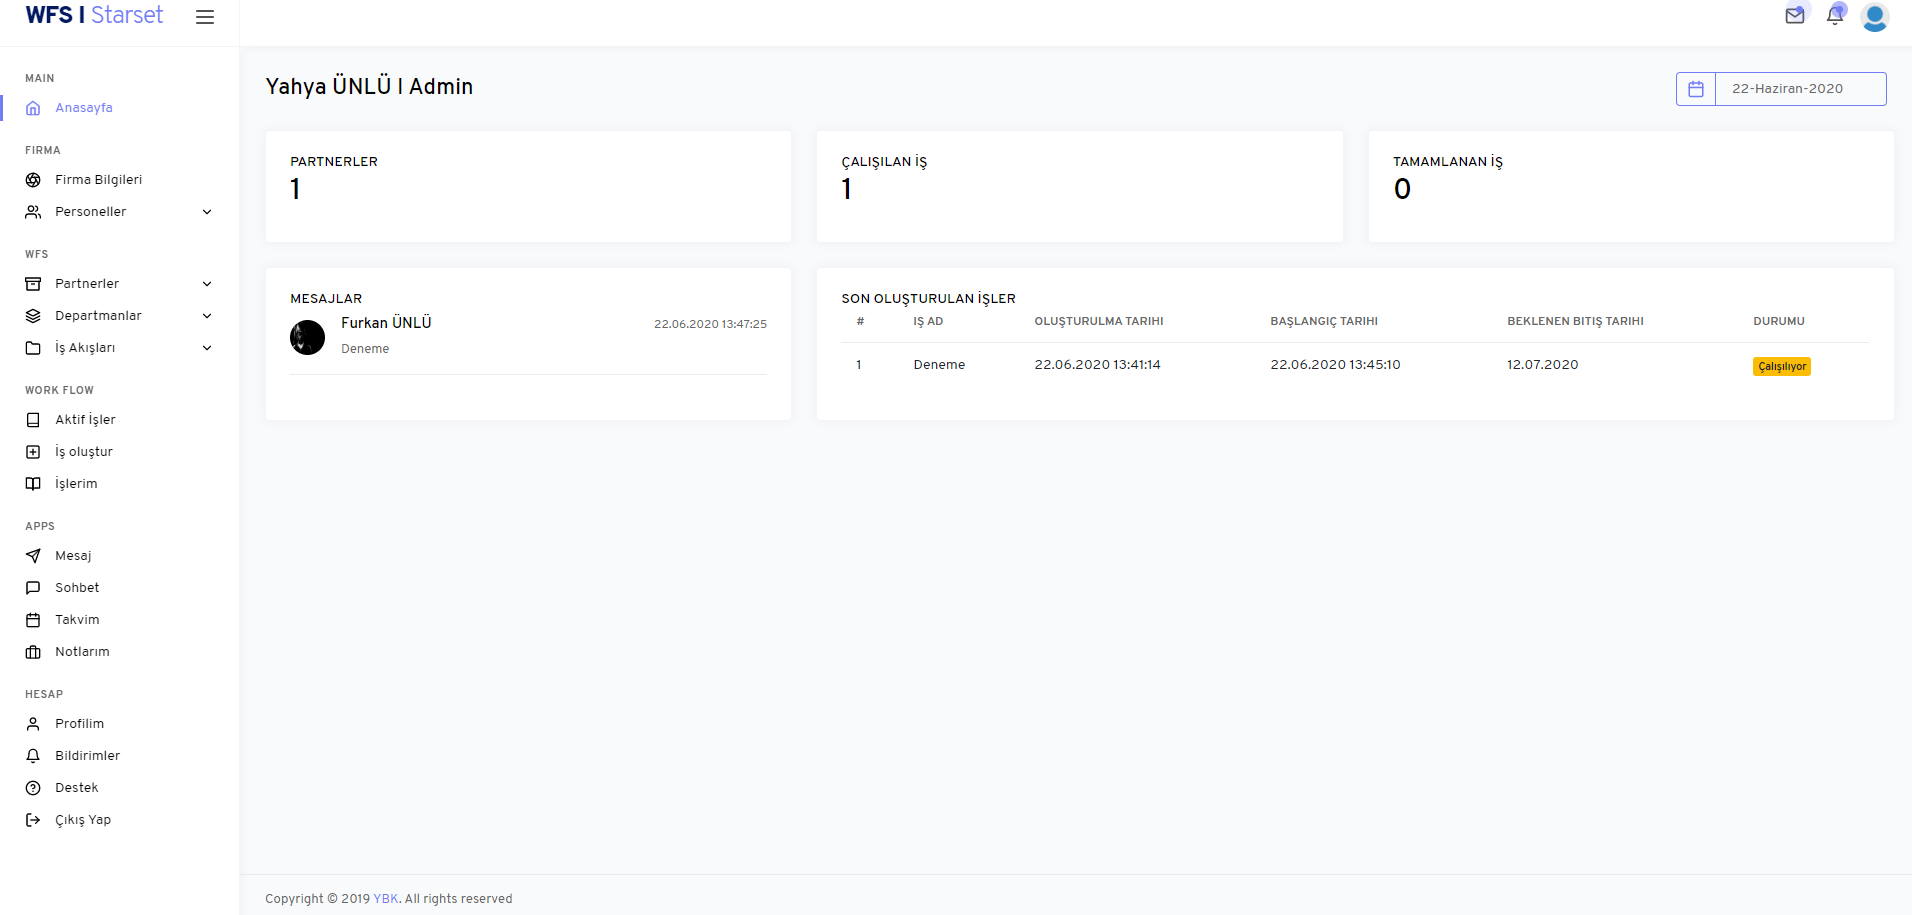 WFS | Starset
MAIN
Anasayfa
FIRMA
Firma Bilgileri
Personeller
WFS
Partnerler
Departmanlar
İş Akışları
WORK FLOW
Aktif İşler
İş oluştur
İşlerim
APPS
Mesaj
Sohbet
Takvim
Notlarım
HESAP
Profilim
Bildirimler
Destek
Çıkış Yap
Yahya ÜNLÜ | Admin
22-Haziran-2020
PARTNERLER
1
ÇALIŞILAN İŞ
1
TAMAMLANAN İŞ
0
MESAJLAR
Furkan ÜNLÜ 22.06.2020 13:47:25
Deneme
SON OLUŞTURULAN İŞLER
# IŞ AD OLUŞTURULMA TARIHI BAŞLANGIÇ TARIHI BEKLENEN BITIŞ TARIHI DURUMU
1 Deneme 22.06.2020 13:41:14 22.06.2020 13:45:10 12.07.2020 Çalışılıyor
Copyright © 2019 YBK. All rights reserved